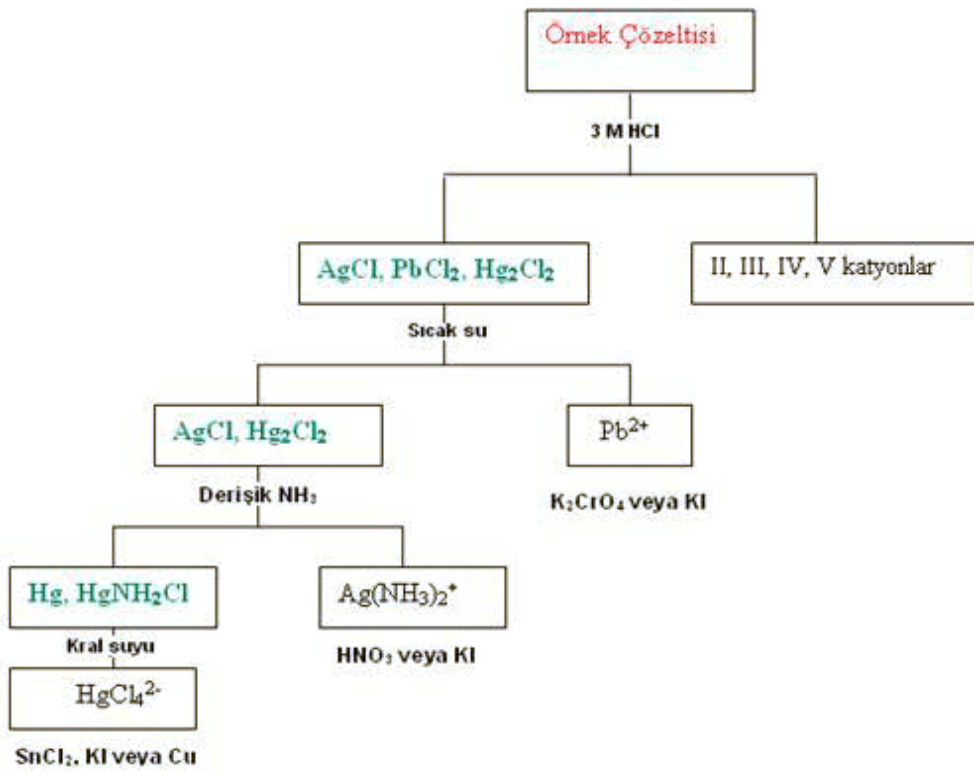 Örnek Çözeltisi
3 M HCl
AgCl, PbCl₂, Hg₂Cl₂
II, III, IV, V katyonlar
Sıcak su
AgCl, Hg₂Cl₂
Pb²⁺
Derişik NH₃
K₂CrO₄ veya KI
Hg, HgNH₂Cl
Ag(NH₃)₂⁺
Kral suyu
HNO₃ veya KI
HgCl₄²⁻
SnCl₂, KI veya Cu